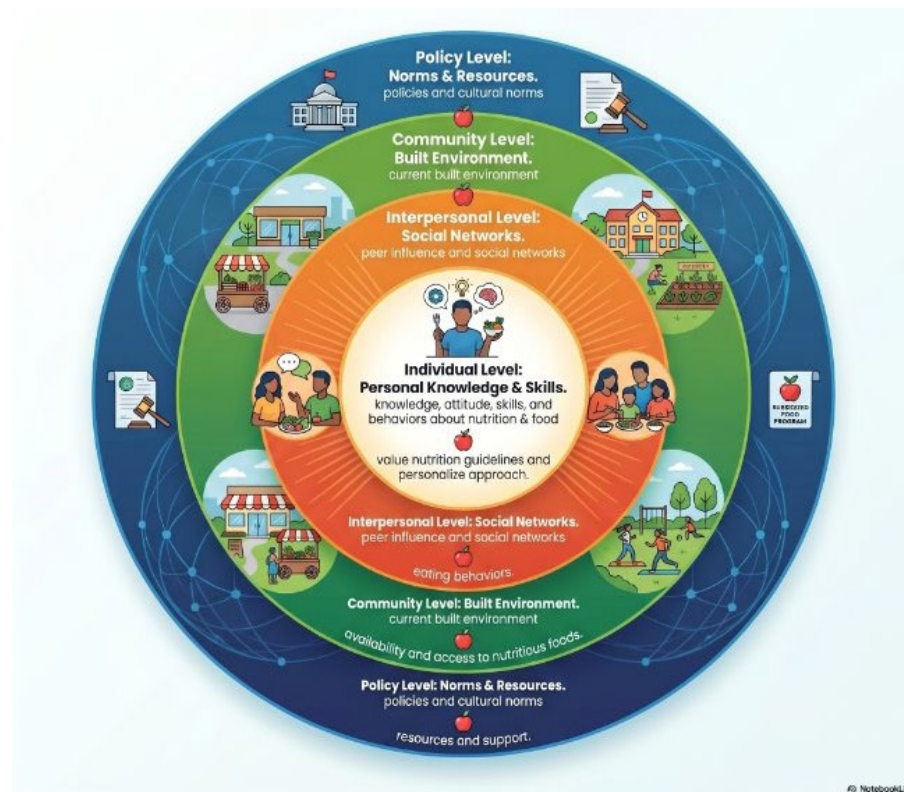 Policy Level:
Norms & Resources.
policies and cultural norms
Community Level:
Built Environment.
current built environment
Interpersonal Level:
Social Networks.
peer influence and social networks
Individual Level:
Personal Knowledge & Skills.
knowledge, attitude, skills, and
behaviors about nutrition & food
value nutrition guidelines and
personalize approach.
FOOD
PROGRAM
Interpersonal Level: Social Networks.
peer influence and social networks
eating behaviors.
Community Level: Built Environment.
current built environment
availability and access to nutritious foods.
Policy Level: Norms & Resources.
policies and cultural norms
resources and support.